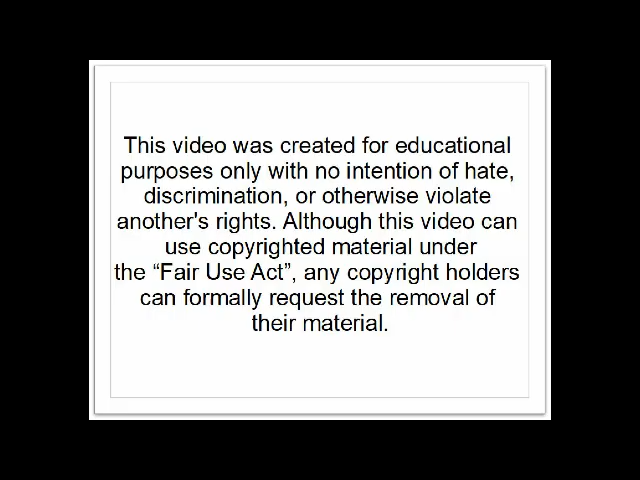 This video was created for educational
purposes only with no intention of hate,
discrimination, or otherwise violate
another's rights. Although this video can
use copyrighted material under
the “Fair Use Act”, any copyright holders
can formally request the removal of
their material.